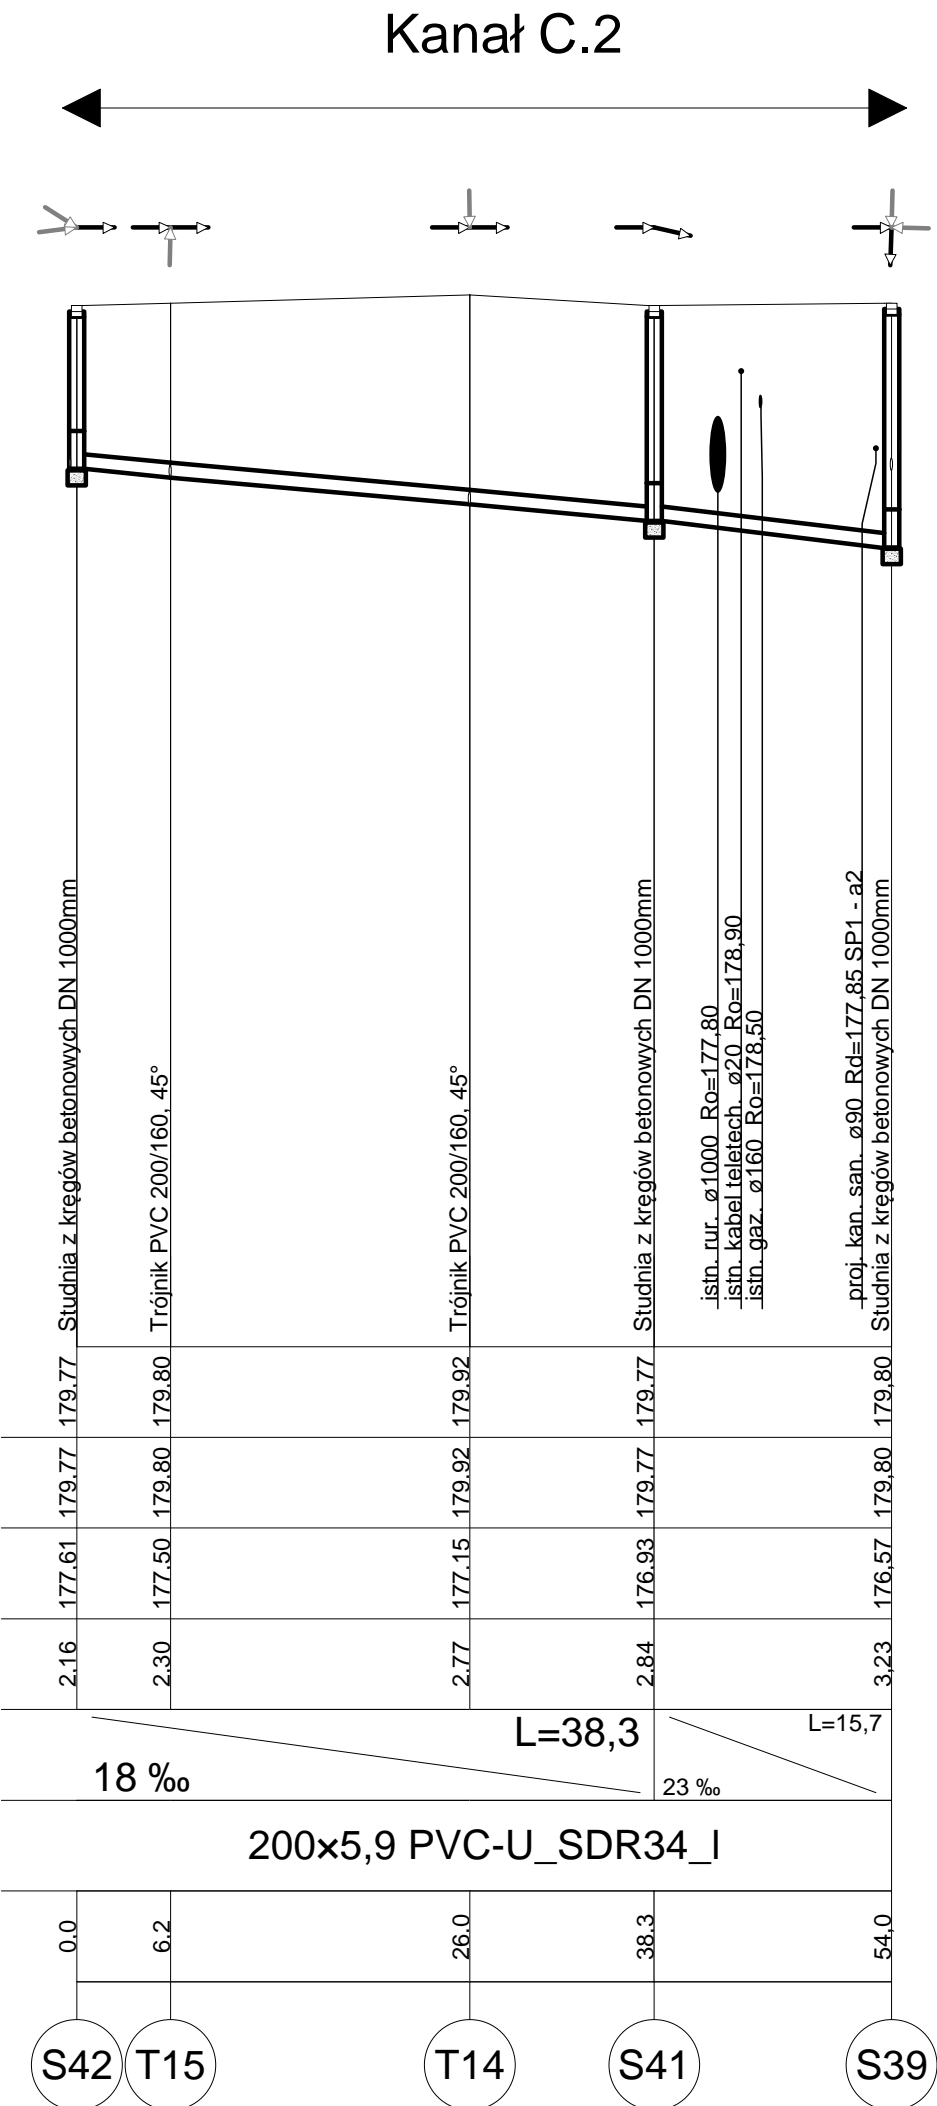 Kanał C.2
Studnia z kręgów betonowych DN 1000mm
Trójnik PVC 200/160, 45°
Trójnik PVC 200/160, 45°
Studnia z kręgów betonowych DN 1000mm
istn. rur. ø1000 Ro=177,80
istn. kabel teletech. ø20 Ro=178,90
istn. gaz. ø160 Ro=178,50
proj. kan. san. ø90 Rd=177,85 SP1 - a2
Studnia z kręgów betonowych DN 1000mm
179.77 179.80 179.92 179.77 179,80
179.77 179.80 179.92 179.77 179,80
177.61 177.50 177.15 176.93 176,57
2.16 2.30 2.77 2.84 3,23
L=38,3 L=15,7
18 ‰ 23 ‰
200×5,9 PVC-U_SDR34_l
0.0 6.2 26.0 38.3 54,0
S42 T15 T14 S41 S39